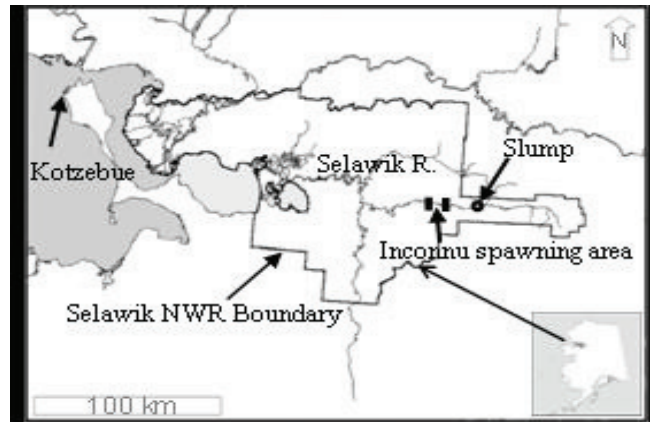 N
Kotzebue
Selawik R.
Slump
Inconnu spawning area
Selawik NWR Boundary
100 km